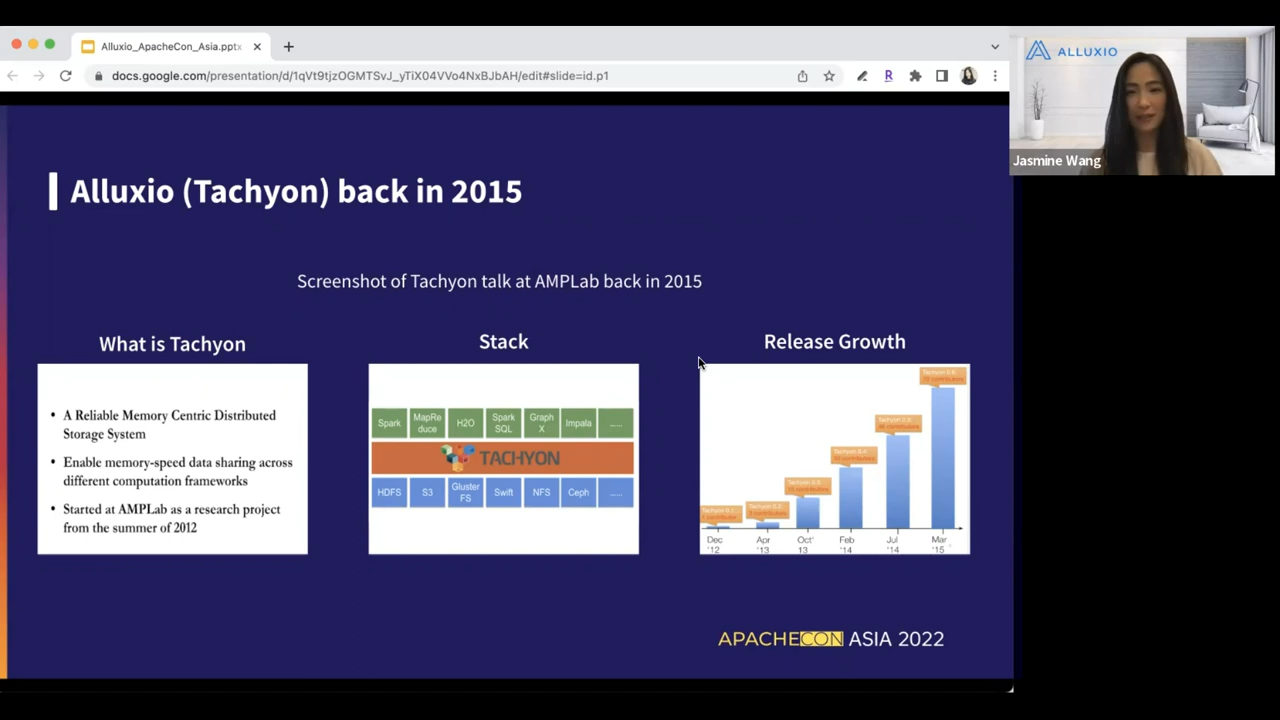 Alluxio_ApacheCon_Asia.pptx
docs.google.com/presentation/d/1qVt9tjzOGMTSvJ_yTiX04VVo4NxBJbAH/edit#slide=id.p1
R
ALLUXIO
Jasmine Wang
Alluxio (Tachyon) back in 2015
Screenshot of Tachyon talk at AMPLab back in 2015
What is Tachyon
• A Reliable Memory Centric Distributed
Storage System
• Enable memory-speed data sharing across
different computation frameworks
• Started at AMPLab as a research project
from the summer of 2012
Stack
Spark MapRe H2O Spark Graph Impala ......
duce SQL X
TACHYON
HDFS S3 Gluster Swift NFS Ceph ......
FS
Release Growth
Dec Apr Oct' Feb Jul Mar
'12 '13 13 '14 '14 '15
APACHECON ASIA 2022